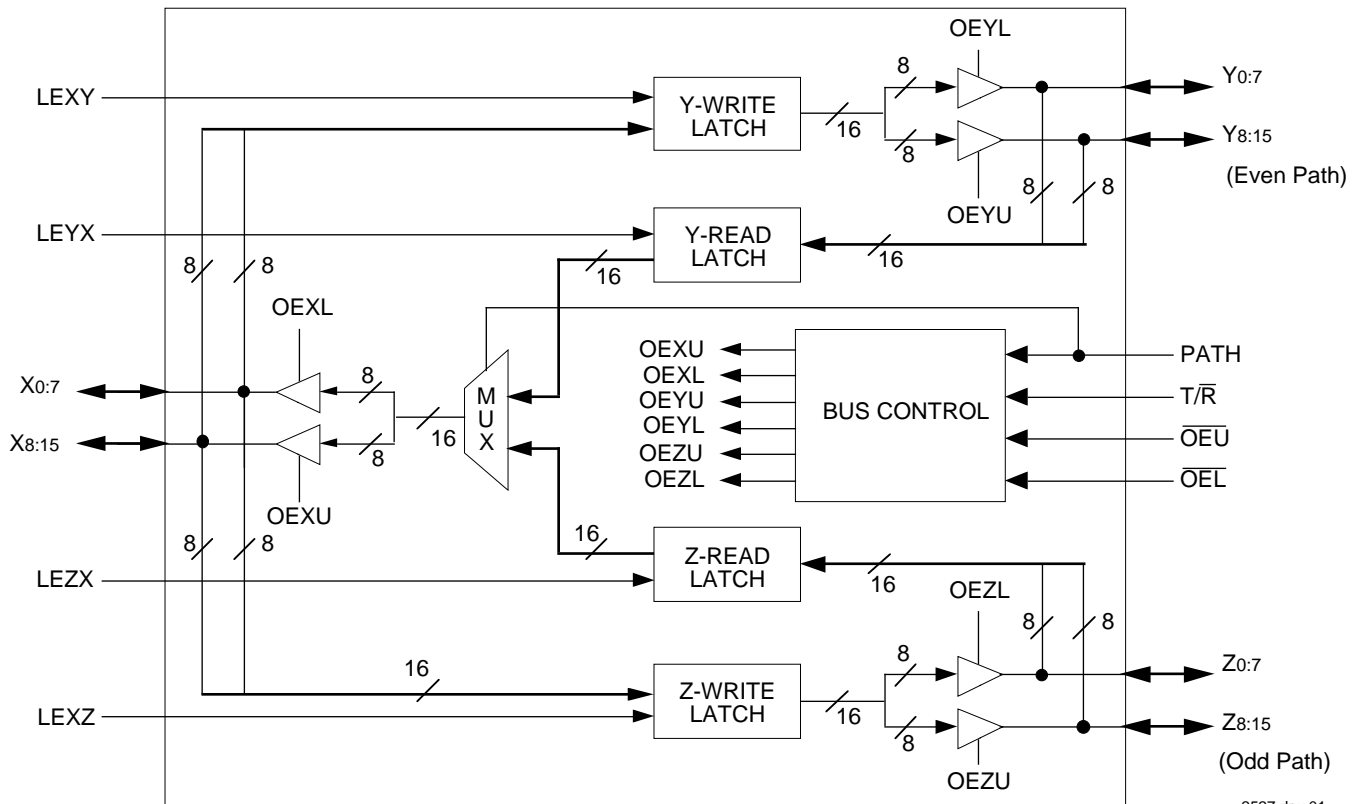 OEYL
LEXY
Y-WRITE
LATCH
16
8
8
Y0:7
Y8:15
(Even Path)
OEYU
8
8
LEYX
Y-READ
LATCH
16
16
8
8
OEXL
X0:7
X8:15
8
8
16
MUX
OEXU
OEXU
OEXL
OEYU
OEYL
OEZU
OEZL
BUS CONTROL
PATH
T/R̅
O̅E̅U̅
O̅E̅L̅
8
8
16
Z-READ
LATCH
16
LEZX
OEZL
8
8
16
LEXZ
Z-WRITE
LATCH
16
8
8
Z0:7
Z8:15
(Odd Path)
OEZU